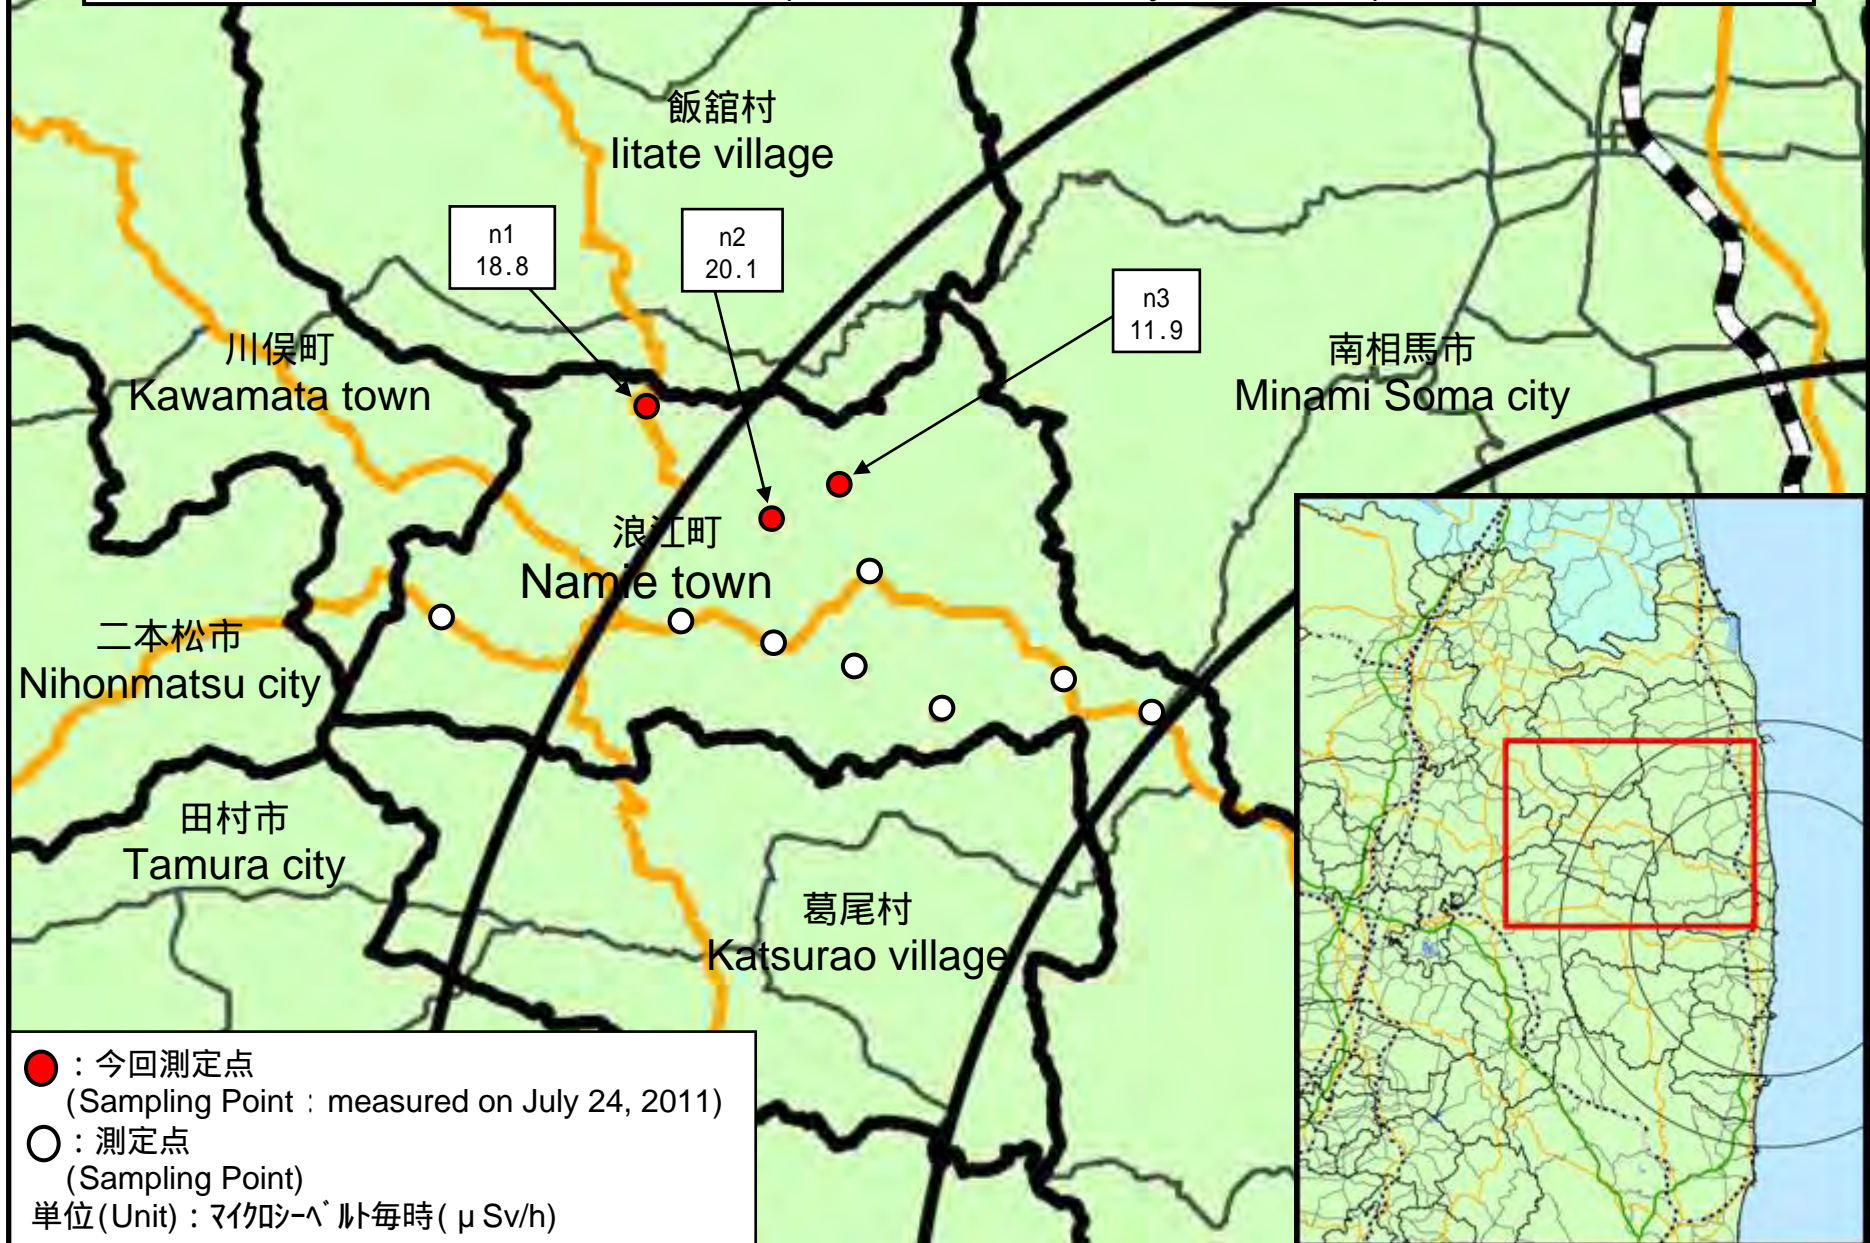 飯舘村
Iitate village
n1
18.8
n2
20.1
n3
11.9
川俣町
Kawamata town
南相馬市
Minami Soma city
浪江町
Namie town
二本松市
Nihonmatsu city
田村市
Tamura city
葛尾村
Katsurao village
：今回測定点
(Sampling Point：measured on July 24, 2011)
：測定点
(Sampling Point)
単位(Unit)：ﾏｲｸﾛｼｰﾍﾞﾙﾄ毎時( μ Sv/h)